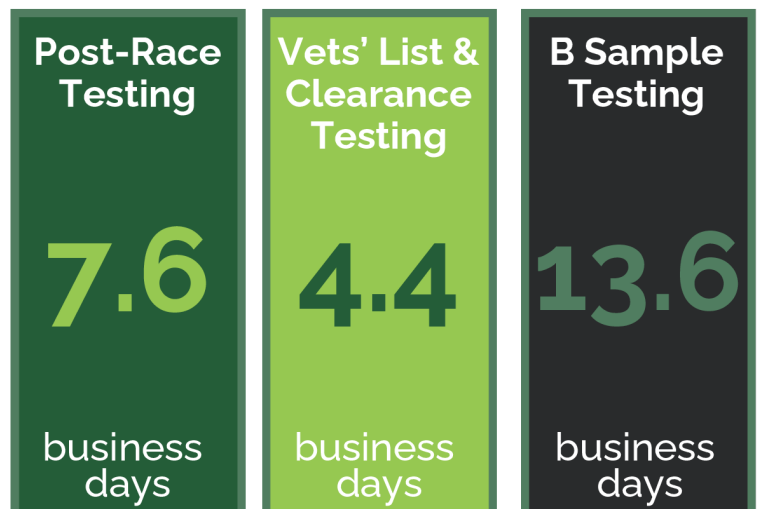 Post-Race
Testing
7.6
business
days
Vets’ List &
Clearance
Testing
4.4
business
days
B Sample
Testing
13.6
business
days